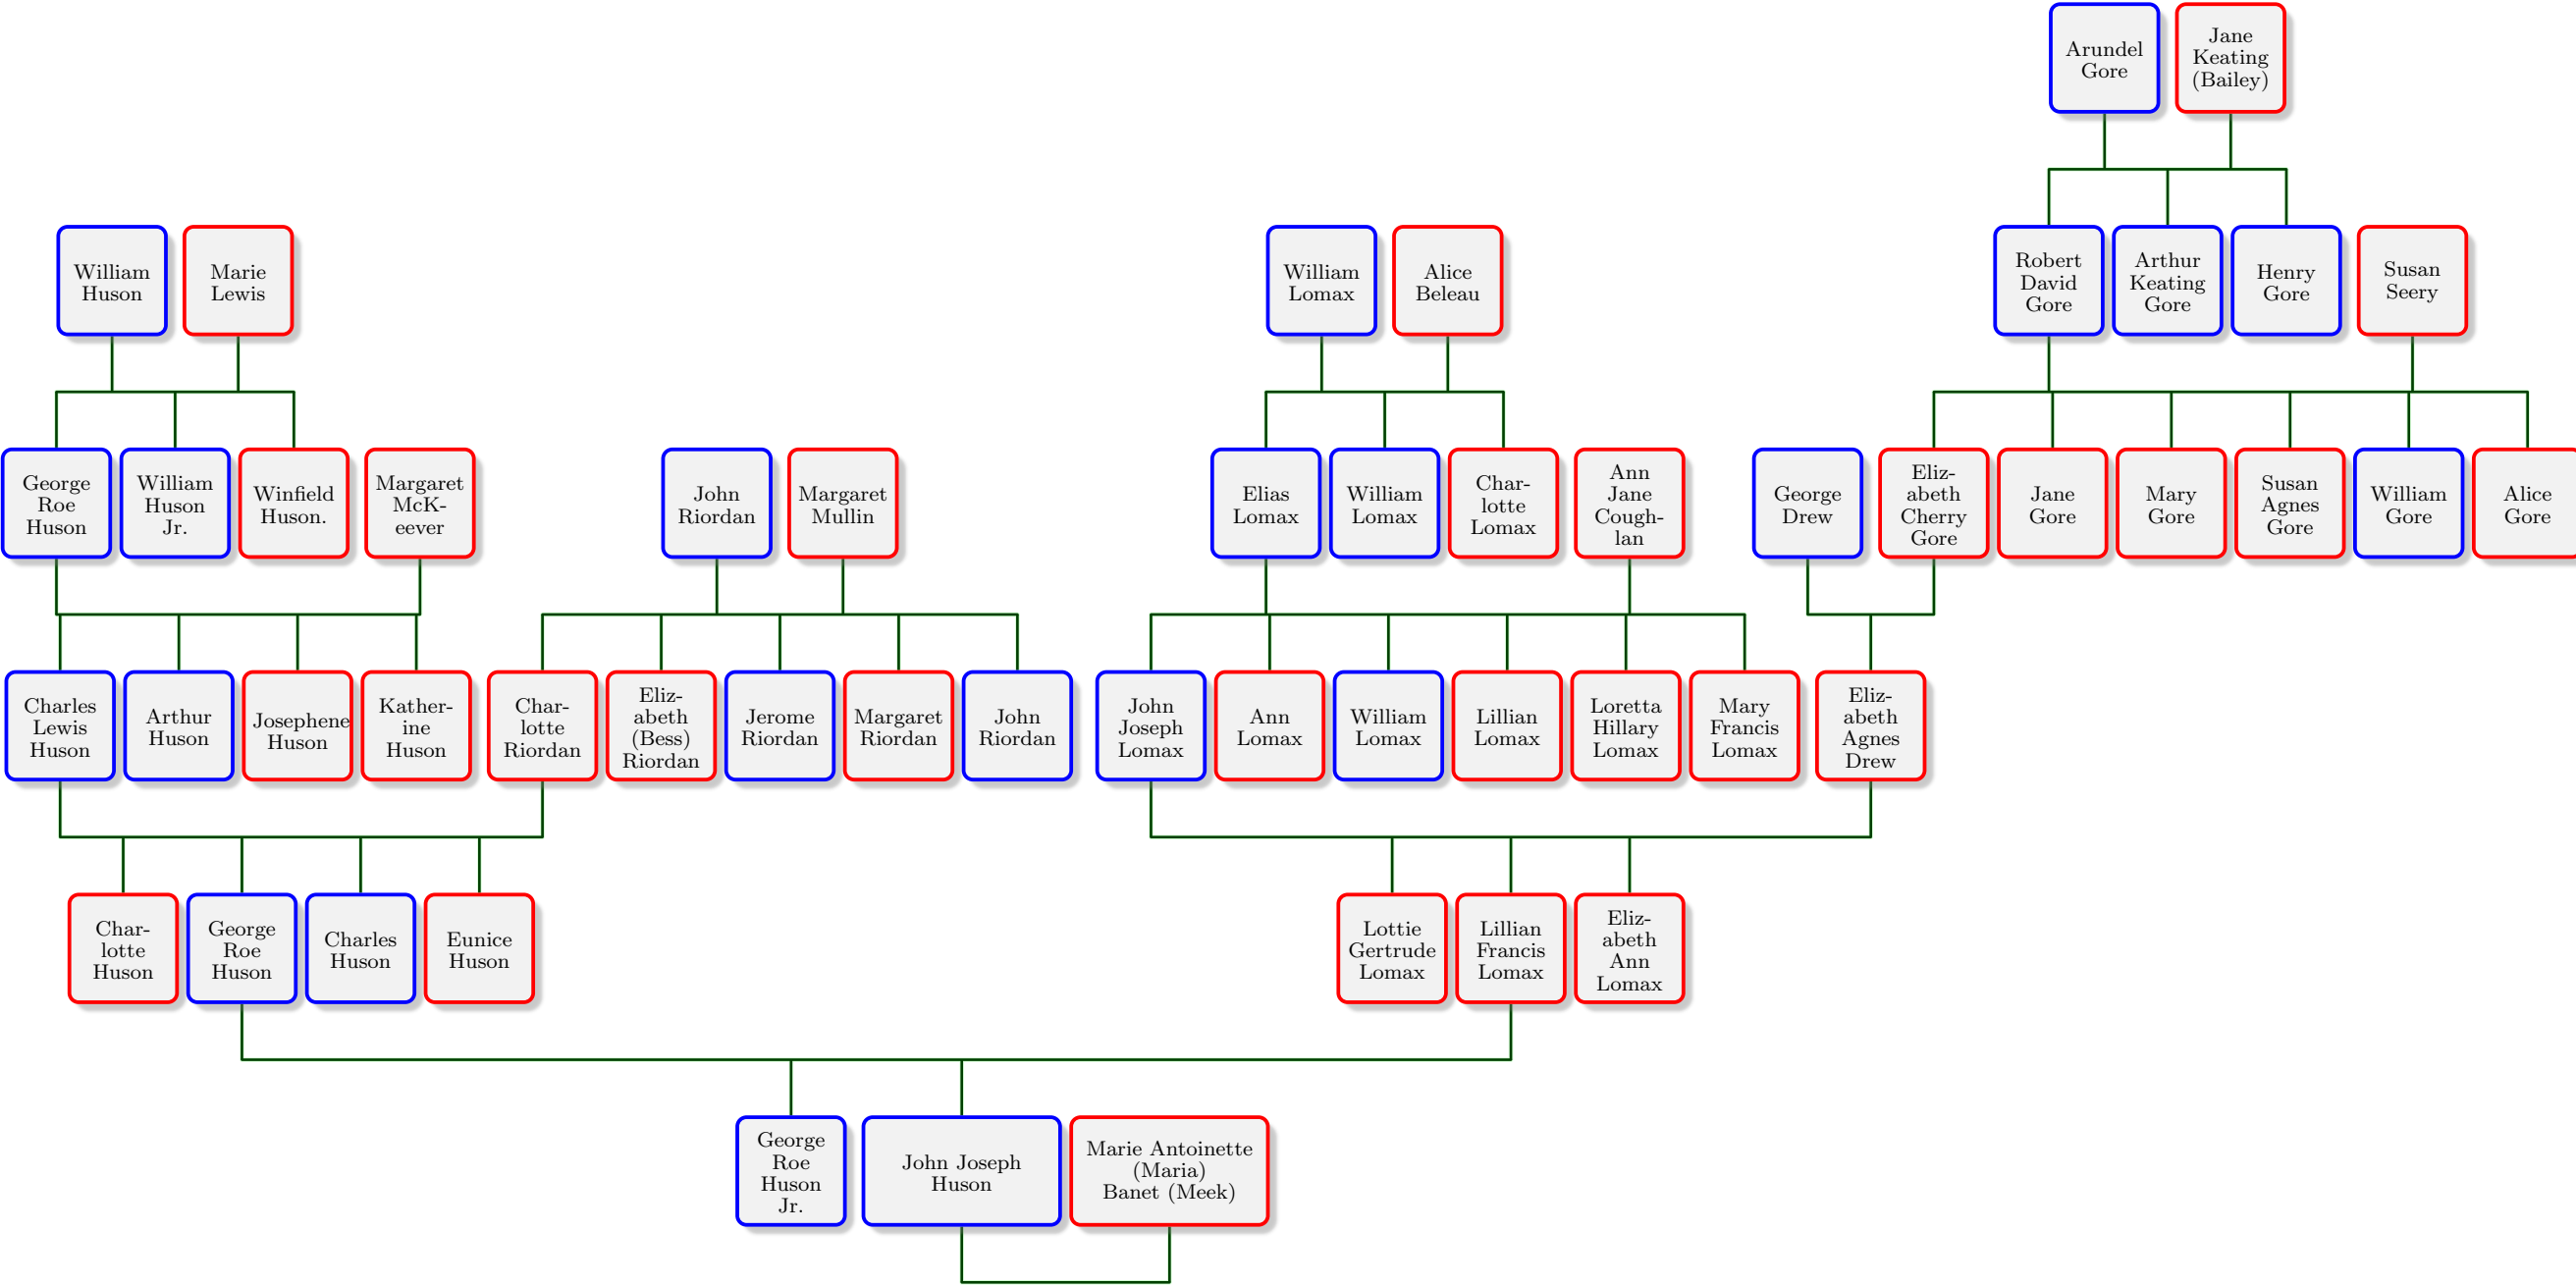 Arundel
Gore
Jane
Keating
(Bailey)
William
Huson
Marie
Lewis
William
Lomax
Alice
Beleau
Robert
David
Gore
Arthur
Keating
Gore
Henry
Gore
Susan
Seery
George
Roe
Huson
William
Huson
Jr.
Winfield
Huson.
Margaret
McK-
eever
John
Riordan
Margaret
Mullin
Elias
Lomax
William
Lomax
Char-
lotte
Lomax
Ann
Jane
Cough-
lan
George
Drew
Eliz-
abeth
Cherry
Gore
Jane
Gore
Mary
Gore
Susan
Agnes
Gore
William
Gore
Alice
Gore
Charles
Lewis
Huson
Arthur
Huson
Josephene
Huson
Kather-
ine
Huson
Char-
lotte
Riordan
Eliz-
abeth
(Bess)
Riordan
Jerome
Riordan
Margaret
Riordan
John
Riordan
John
Joseph
Lomax
Ann
Lomax
William
Lomax
Lillian
Lomax
Loretta
Hillary
Lomax
Mary
Francis
Lomax
Eliz-
abeth
Agnes
Drew
Char-
lotte
Huson
George
Roe
Huson
Charles
Huson
Eunice
Huson
Lottie
Gertrude
Lomax
Lillian
Francis
Lomax
Eliz-
abeth
Ann
Lomax
George
Roe
Huson
Jr.
John Joseph
Huson
Marie Antoinette
(Maria)
Banet (Meek)